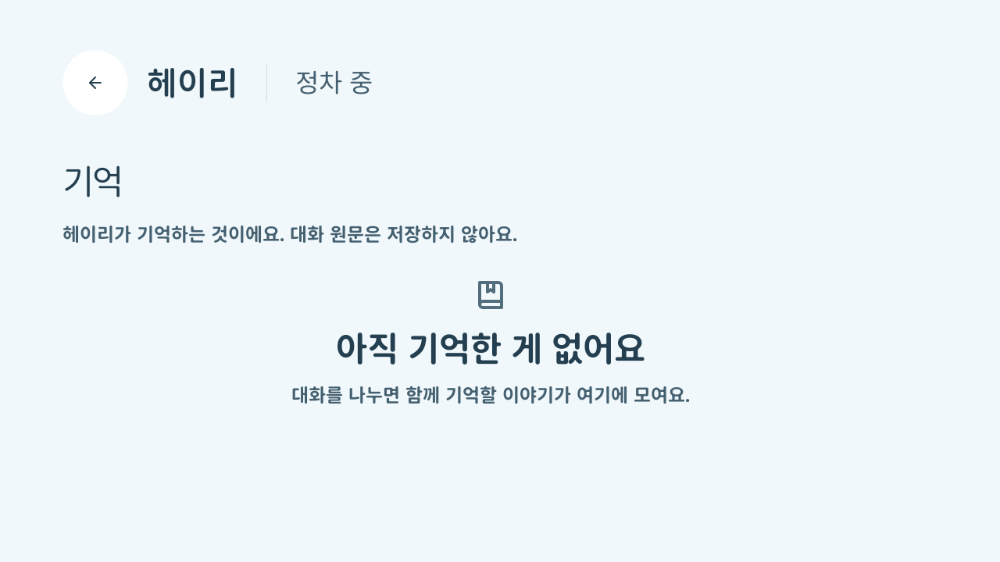 헤이리
정차 중
기억
헤이리가 기억하는 것이에요. 대화 원문은 저장하지 않아요.
아직 기억한 게 없어요
대화를 나누면 함께 기억할 이야기가 여기에 모여요.